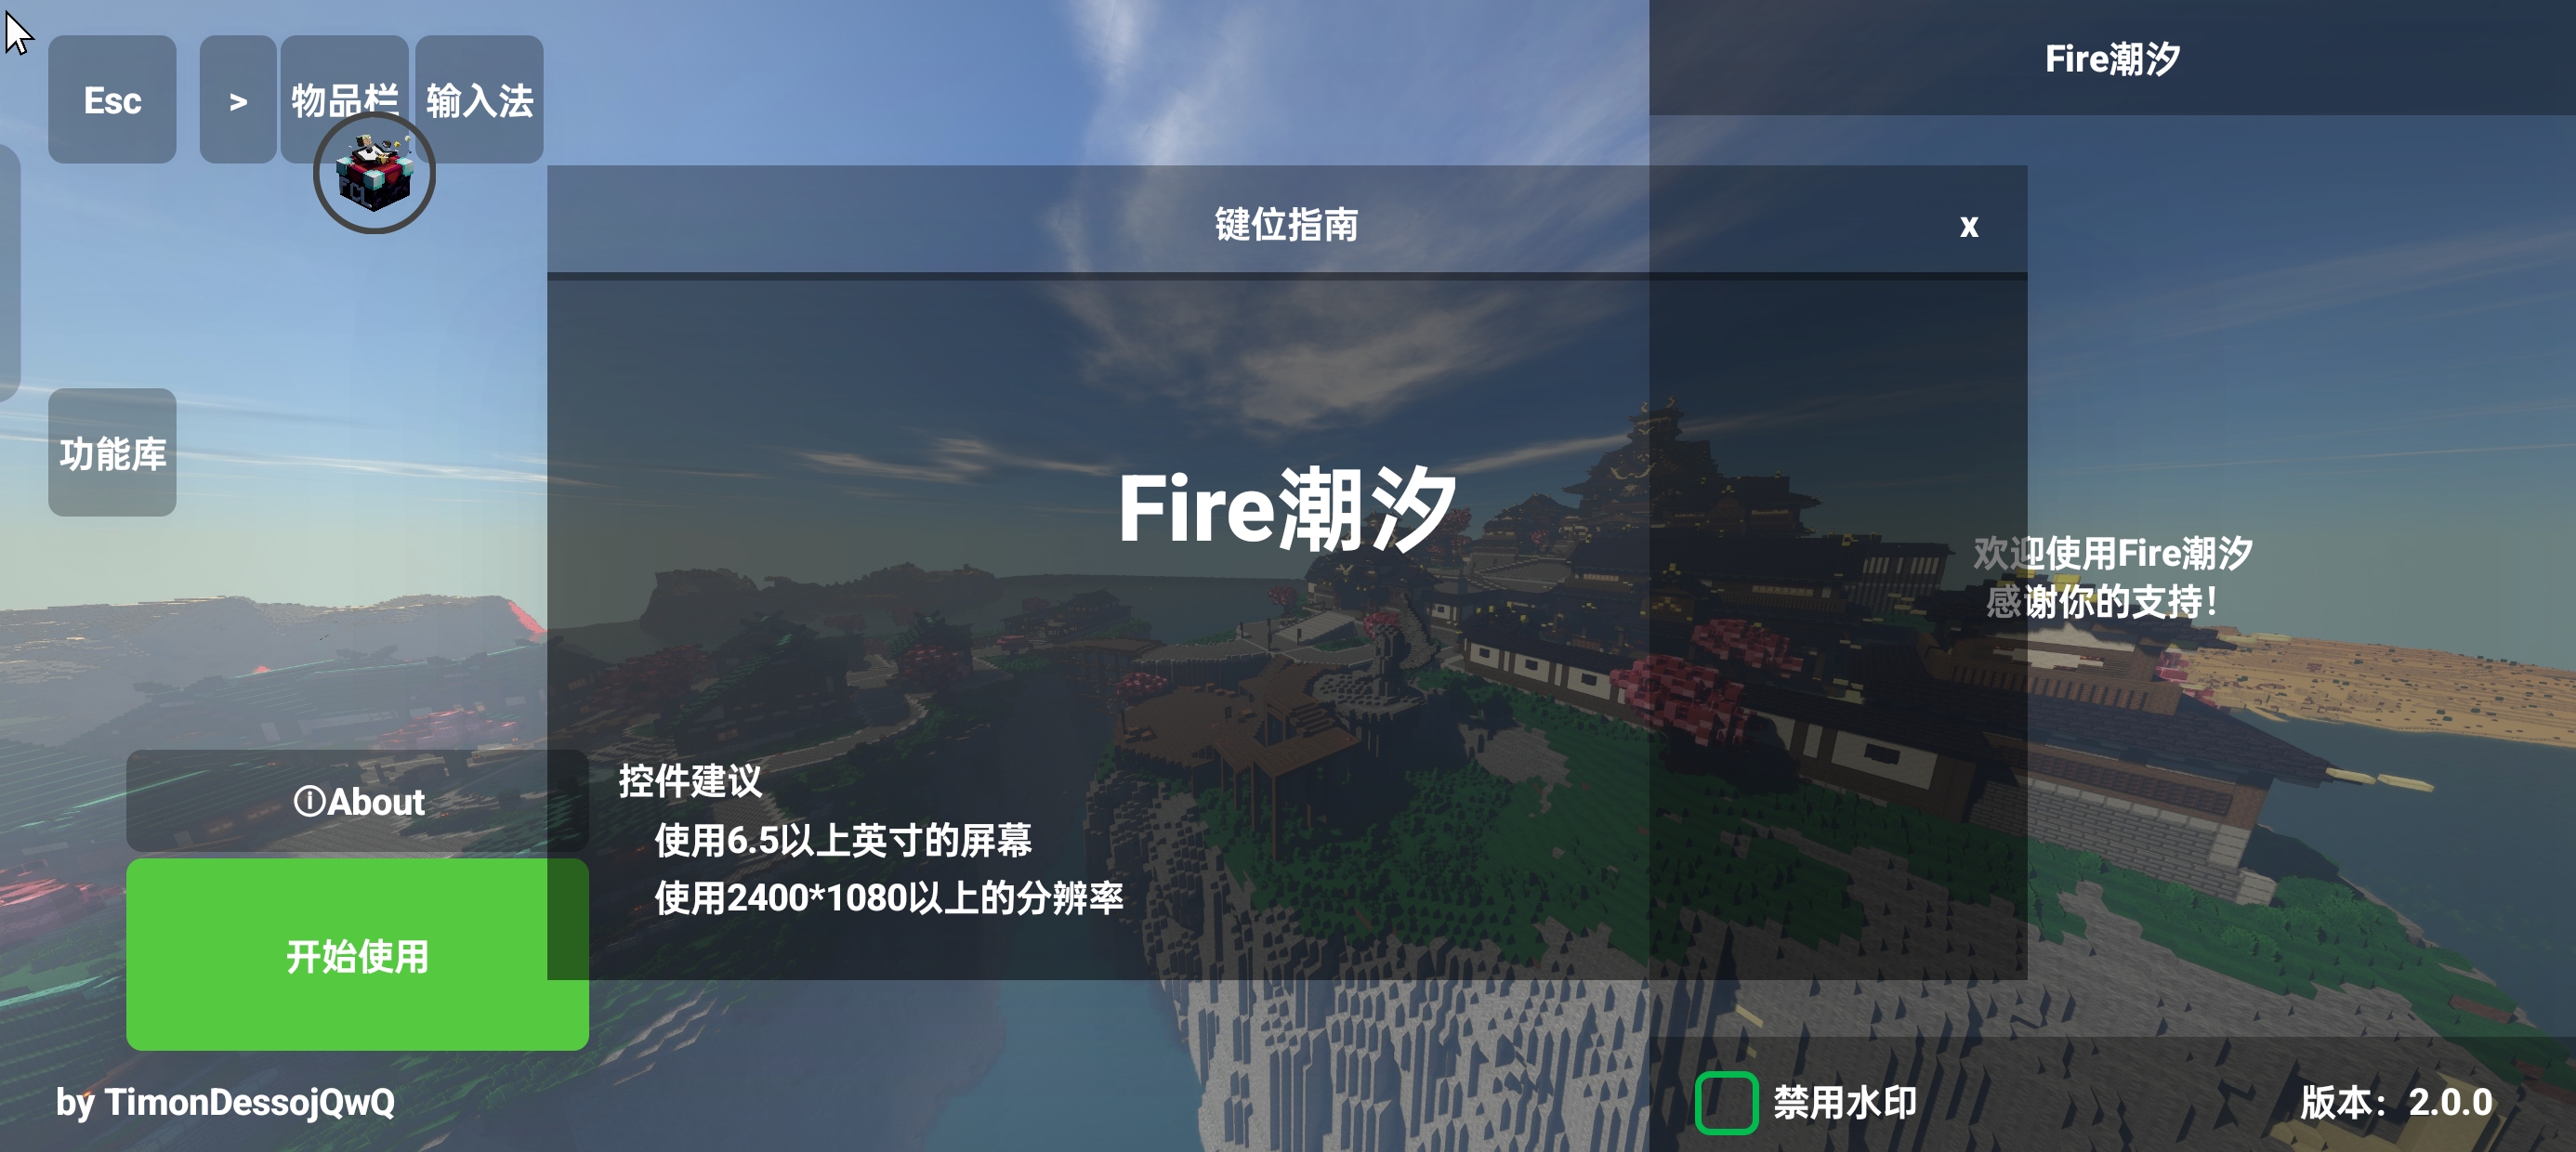 Esc
>
物品栏
输入法
FCL
Fire潮汐
键位指南
x
功能库
Fire潮汐
欢迎使用Fire潮汐
感谢你的支持！
ⓘAbout
控件建议
使用6.5以上英寸的屏幕
使用2400*1080以上的分辨率
开始使用
by TimonDessojQwQ
禁用水印
版本：2.0.0